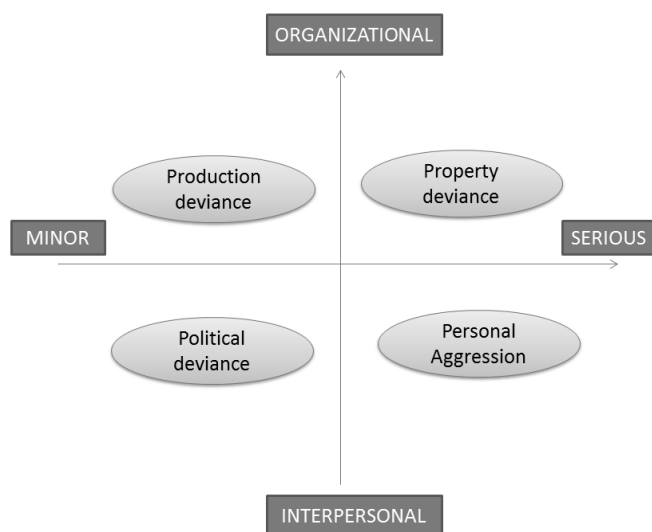 ORGANIZATIONAL
Production
deviance
Property
deviance
MINOR
SERIOUS
Political
deviance
Personal
Aggression
INTERPERSONAL